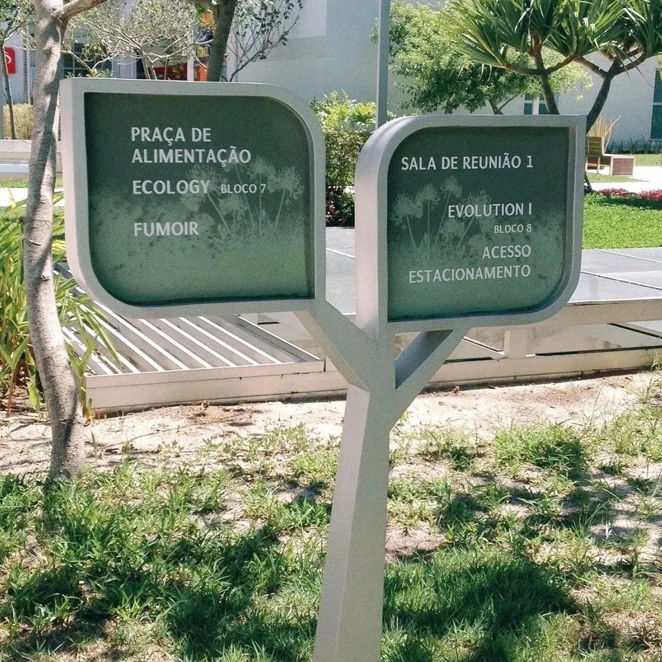 PRAÇA DE
ALIMENTAÇÃO
ECOLOGY BLOCO 7
FUMOIR
SALA DE REUNIÃO 1
EVOLUTION I
BLOCO 8
ACESSO
ESTACIONAMENTO